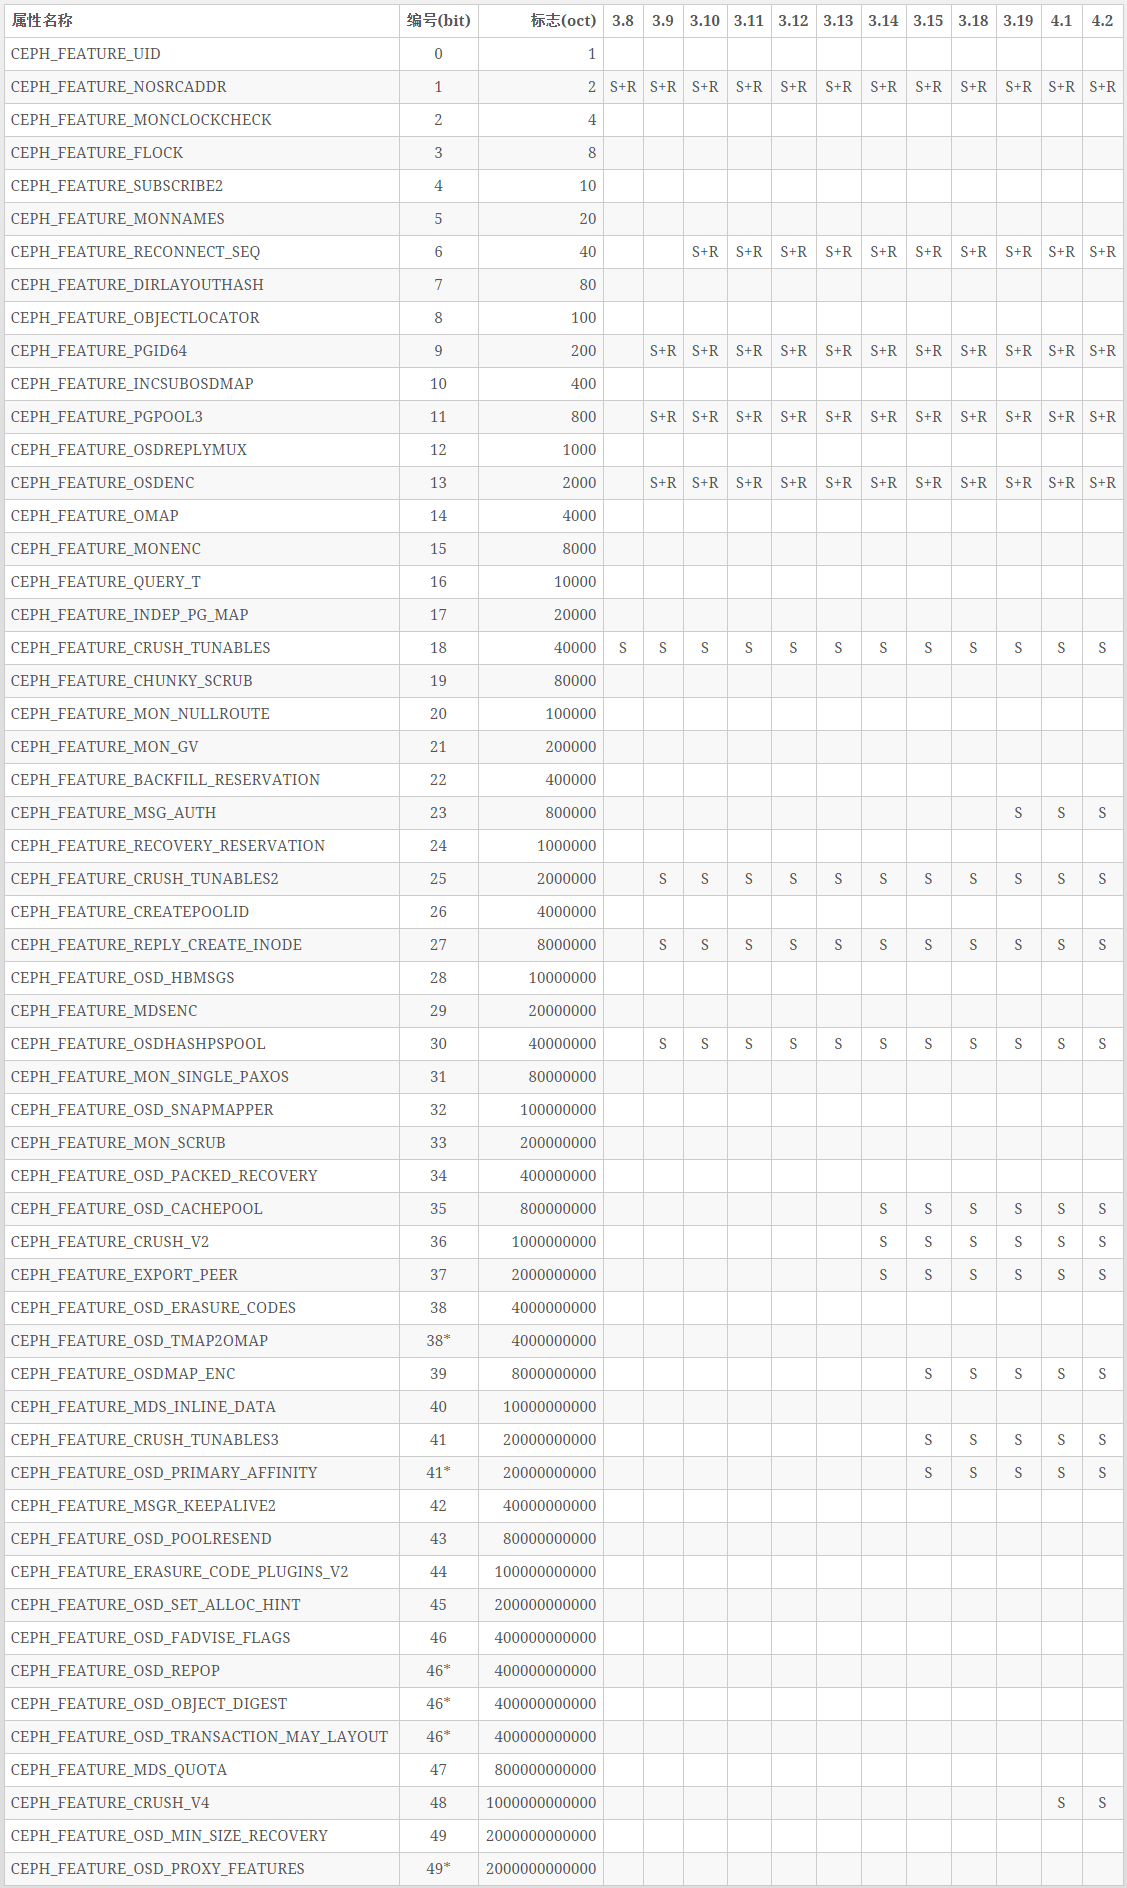 属性名称 编号(bit) 标志(oct) 3.8 3.9 3.10 3.11 3.12 3.13 3.14 3.15 3.18 3.19 4.1 4.2
CEPH_FEATURE_UID 0 1
CEPH_FEATURE_NOSRCADDR 1 2 S+R S+R S+R S+R S+R S+R S+R S+R S+R S+R S+R S+R
CEPH_FEATURE_MONCLOCKCHECK 2 4
CEPH_FEATURE_FLOCK 3 8
CEPH_FEATURE_SUBSCRIBE2 4 10
CEPH_FEATURE_MONNAMES 5 20
CEPH_FEATURE_RECONNECT_SEQ 6 40 S+R S+R S+R S+R S+R S+R S+R S+R S+R S+R
CEPH_FEATURE_DIRLAYOUTHASH 7 80
CEPH_FEATURE_OBJECTLOCATOR 8 100
CEPH_FEATURE_PGID64 9 200 S+R S+R S+R S+R S+R S+R S+R S+R S+R S+R S+R
CEPH_FEATURE_INCSUBOSDMAP 10 400
CEPH_FEATURE_PGPOOL3 11 800 S+R S+R S+R S+R S+R S+R S+R S+R S+R S+R S+R
CEPH_FEATURE_OSDREPLYMUX 12 1000
CEPH_FEATURE_OSDENC 13 2000 S+R S+R S+R S+R S+R S+R S+R S+R S+R S+R S+R
CEPH_FEATURE_OMAP 14 4000
CEPH_FEATURE_MONENC 15 8000
CEPH_FEATURE_QUERY_T 16 10000
CEPH_FEATURE_INDEP_PG_MAP 17 20000
CEPH_FEATURE_CRUSH_TUNABLES 18 40000 S S S S S S S S S S S S
CEPH_FEATURE_CHUNKY_SCRUB 19 80000
CEPH_FEATURE_MON_NULLROUTE 20 100000
CEPH_FEATURE_MON_GV 21 200000
CEPH_FEATURE_BACKFILL_RESERVATION 22 400000
CEPH_FEATURE_MSG_AUTH 23 800000 S S S
CEPH_FEATURE_RECOVERY_RESERVATION 24 1000000
CEPH_FEATURE_CRUSH_TUNABLES2 25 2000000 S S S S S S S S S S S
CEPH_FEATURE_CREATEPOOLID 26 4000000
CEPH_FEATURE_REPLY_CREATE_INODE 27 8000000 S S S S S S S S S S S
CEPH_FEATURE_OSD_HBMSGS 28 10000000
CEPH_FEATURE_MDSENC 29 20000000
CEPH_FEATURE_OSDHASHPSPOOL 30 40000000 S S S S S S S S S S S
CEPH_FEATURE_MON_SINGLE_PAXOS 31 80000000
CEPH_FEATURE_OSD_SNAPMAPPER 32 100000000
CEPH_FEATURE_MON_SCRUB 33 200000000
CEPH_FEATURE_OSD_PACKED_RECOVERY 34 400000000
CEPH_FEATURE_OSD_CACHEPOOL 35 800000000 S S S S S S
CEPH_FEATURE_CRUSH_V2 36 1000000000 S S S S S S
CEPH_FEATURE_EXPORT_PEER 37 2000000000 S S S S S S
CEPH_FEATURE_OSD_ERASURE_CODES 38 4000000000
CEPH_FEATURE_OSD_TMAP2OMAP 38* 4000000000
CEPH_FEATURE_OSDMAP_ENC 39 8000000000 S S S S S
CEPH_FEATURE_MDS_INLINE_DATA 40 10000000000
CEPH_FEATURE_CRUSH_TUNABLES3 41 20000000000 S S S S S
CEPH_FEATURE_OSD_PRIMARY_AFFINITY 41* 20000000000 S S S S S
CEPH_FEATURE_MSGR_KEEPALIVE2 42 40000000000
CEPH_FEATURE_OSD_POOLRESEND 43 80000000000
CEPH_FEATURE_ERASURE_CODE_PLUGINS_V2 44 100000000000
CEPH_FEATURE_OSD_SET_ALLOC_HINT 45 200000000000
CEPH_FEATURE_OSD_FADVISE_FLAGS 46 400000000000
CEPH_FEATURE_OSD_REPOP 46* 400000000000
CEPH_FEATURE_OSD_OBJECT_DIGEST 46* 400000000000
CEPH_FEATURE_OSD_TRANSACTION_MAY_LAYOUT 46* 400000000000
CEPH_FEATURE_MDS_QUOTA 47 800000000000
CEPH_FEATURE_CRUSH_V4 48 1000000000000 S S
CEPH_FEATURE_OSD_MIN_SIZE_RECOVERY 49 2000000000000
CEPH_FEATURE_OSD_PROXY_FEATURES 49* 2000000000000